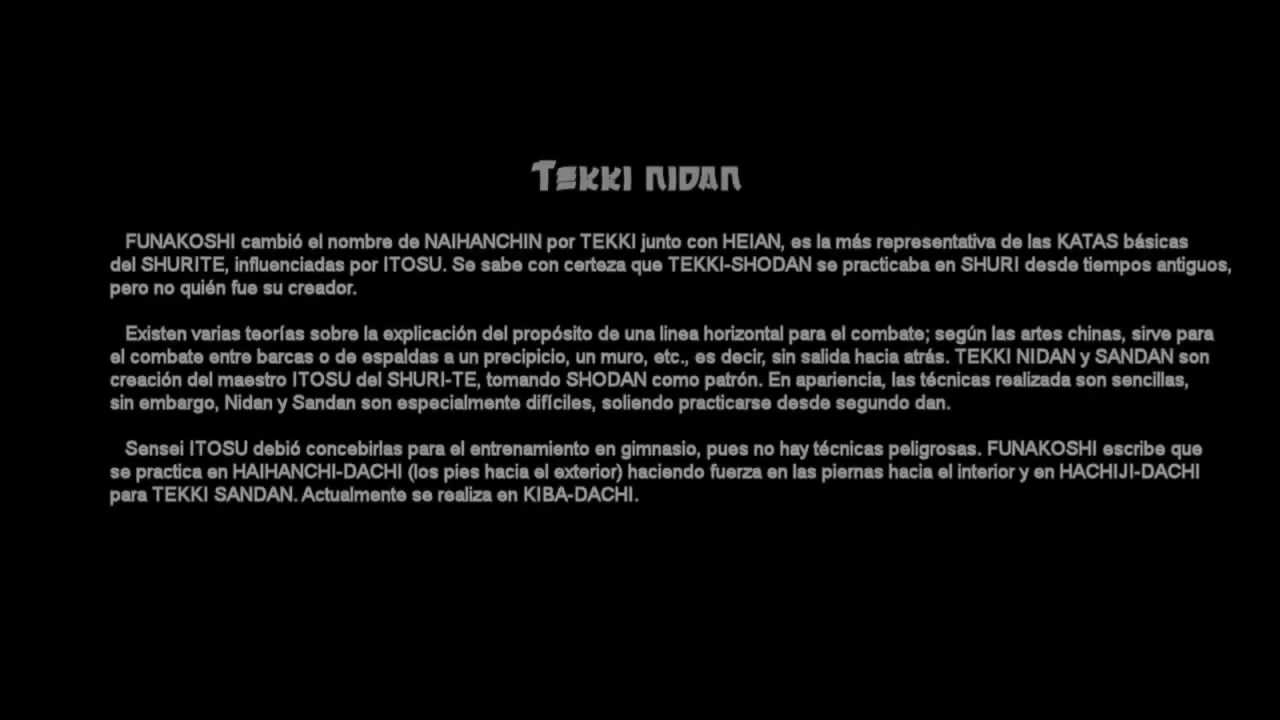 Tekki nidan
FUNAKOSHI cambió el nombre de NAIHANCHIN por TEKKI junto con HEIAN, es la más representativa de las KATAS básicas
del SHURITE, influenciadas por ITOSU. Se sabe con certeza que TEKKI-SHODAN se practicaba en SHURI desde tiempos antiguos,
pero no quién fue su creador.
Existen varias teorías sobre la explicación del propósito de una linea horizontal para el combate; según las artes chinas, sirve para
el combate entre barcas o de espaldas a un precipicio, un muro, etc., es decir, sin salida hacia atrás. TEKKI NIDAN y SANDAN son
creación del maestro ITOSU del SHURI-TE, tomando SHODAN como patrón. En apariencia, las técnicas realizada son sencillas,
sin embargo, Nidan y Sandan son especialmente difíciles, soliendo practicarse desde segundo dan.
Sensei ITOSU debió concebirlas para el entrenamiento en gimnasio, pues no hay técnicas peligrosas. FUNAKOSHI escribe que
se practica en HAIHANCHI-DACHI (los pies hacia el exterior) haciendo fuerza en las piernas hacia el interior y en HACHIJI-DACHI
para TEKKI SANDAN. Actualmente se realiza en KIBA-DACHI.